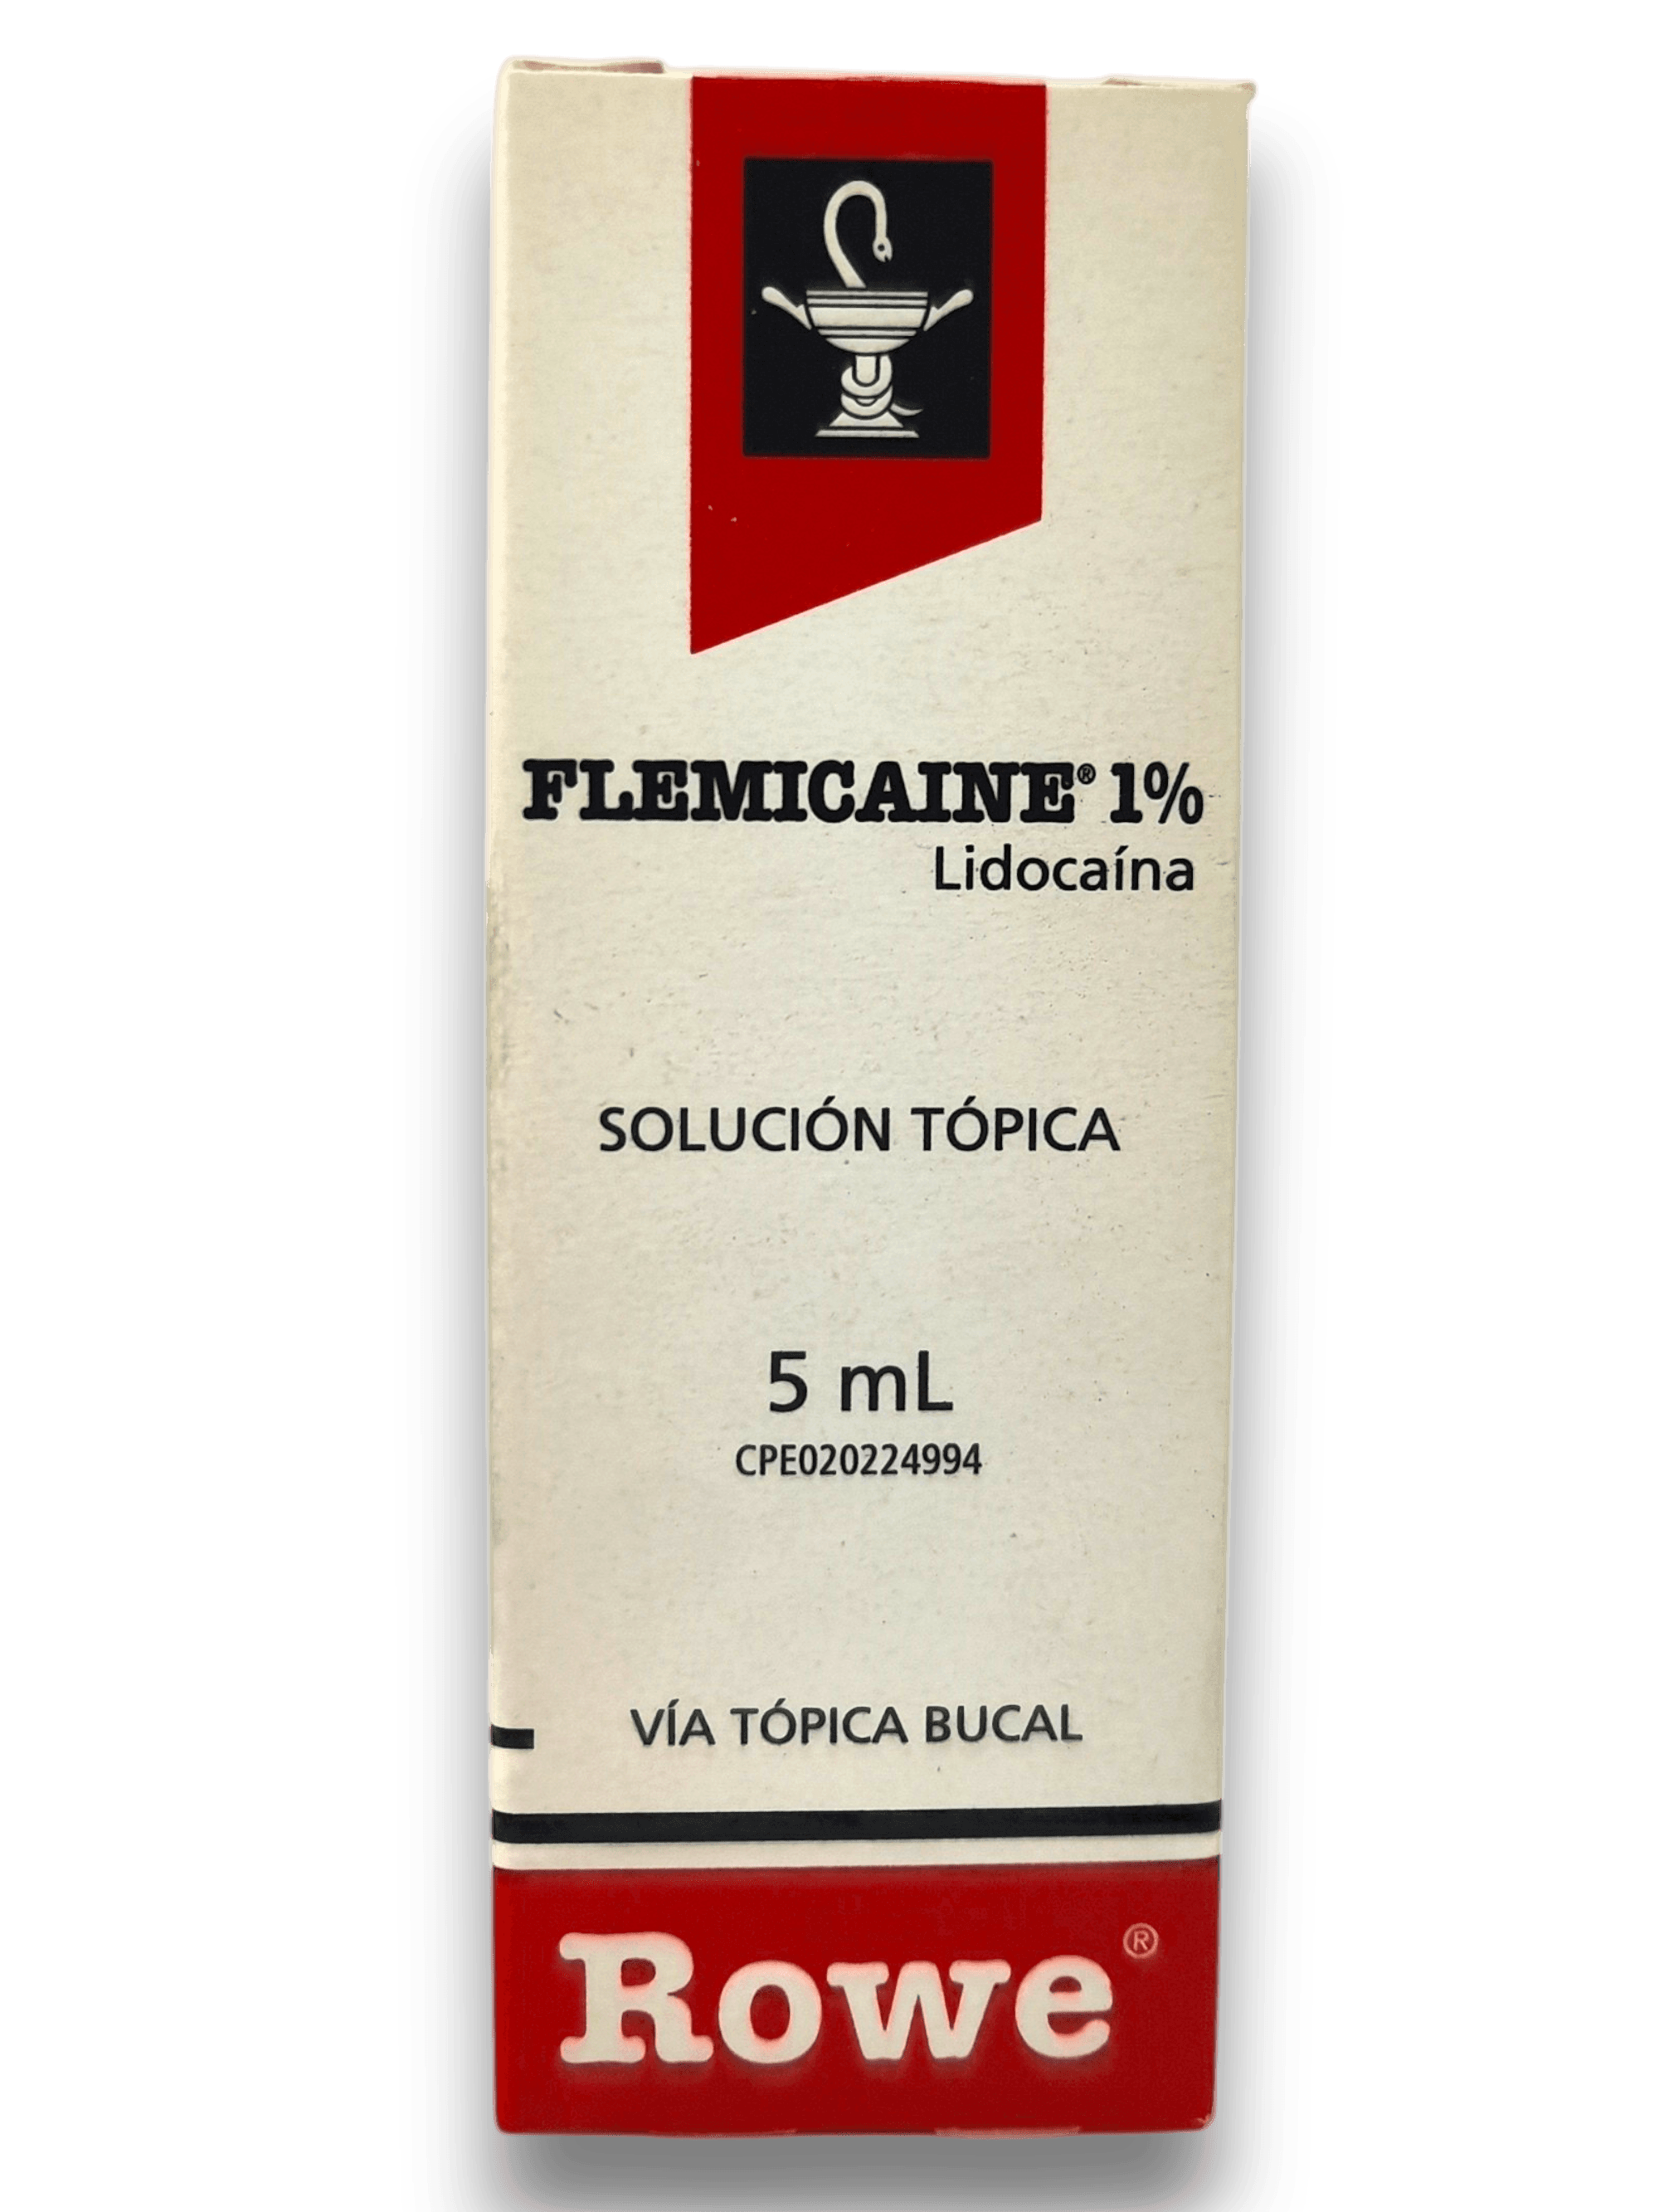 FLEMICAINE® 1%
Lidocaína
SOLUCIÓN TÓPICA
5 mL
CPE020224994
VÍA TÓPICA BUCAL
Rowe®